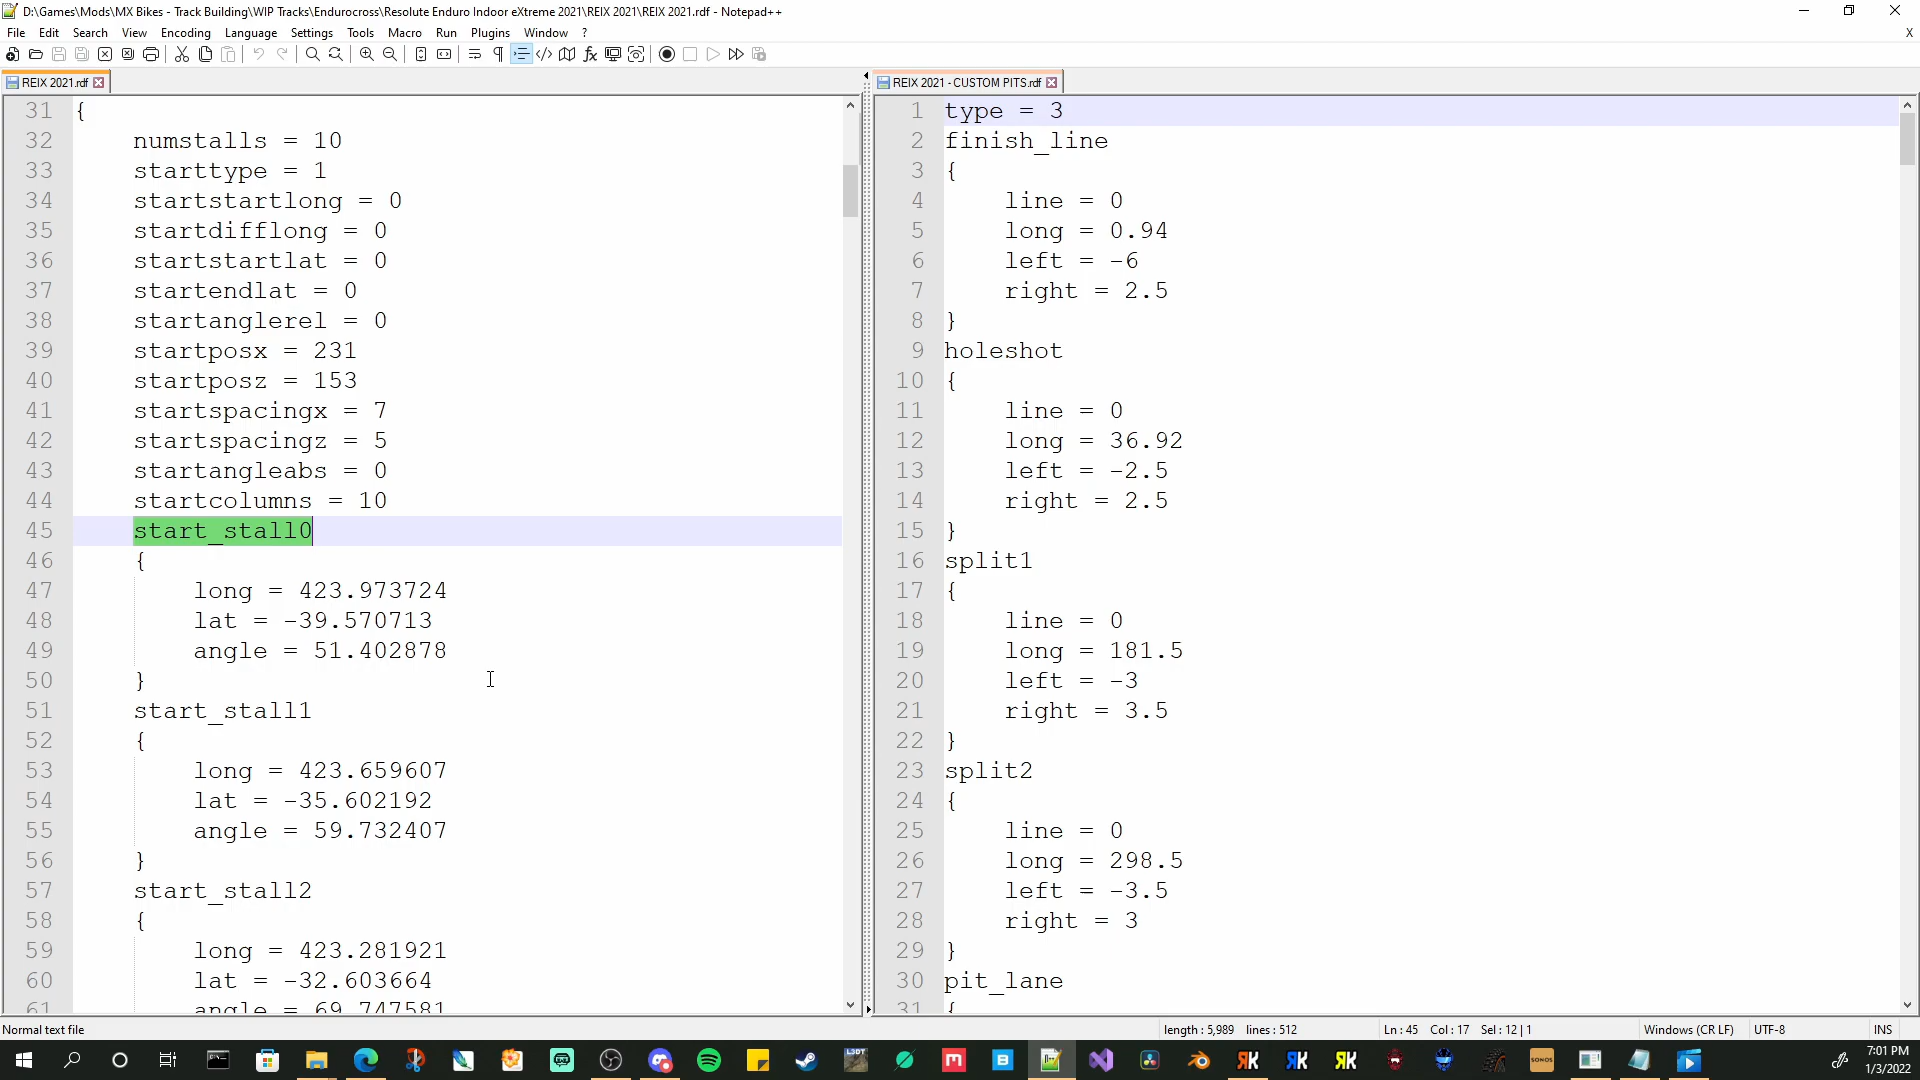 D:\Games\Mods\MX Bikes - Track Building\WIP Tracks\Endurocross\Resolute Enduro Indoor eXtreme 2021\REIX 2021\REIX 2021.rdf - Notepad++
File Edit Search View Encoding Language Settings Tools Macro Run Plugins Window ? X
REIX 2021.rdf
31 {
32 numstalls = 10
33 starttype = 1
34 startstartlong = 0
35 startdifflong = 0
36 startstartlat = 0
37 startendlat = 0
38 startanglerel = 0
39 startposx = 231
40 startposz = 153
41 startspacingx = 7
42 startspacingz = 5
43 startangleabs = 0
44 startcolumns = 10
45 start_stall0
46 {
47 long = 423.973724
48 lat = -39.570713
49 angle = 51.402878
50 }
51 start_stall1
52 {
53 long = 423.659607
54 lat = -35.602192
55 angle = 59.732407
56 }
57 start_stall2
58 {
59 long = 423.281921
60 lat = -32.603664
61 angle = 69.747581
REIX 2021 - CUSTOM PITS.rdf
1 type = 3
2 finish_line
3 {
4 line = 0
5 long = 0.94
6 left = -6
7 right = 2.5
8 }
9 holeshot
10 {
11 line = 0
12 long = 36.92
13 left = -2.5
14 right = 2.5
15 }
16 split1
17 {
18 line = 0
19 long = 181.5
20 left = -3
21 right = 3.5
22 }
23 split2
24 {
25 line = 0
26 long = 298.5
27 left = -3.5
28 right = 3
29 }
30 pit_lane
31 {
Normal text file length : 5,989 lines : 512 Ln : 45 Col : 17 Sel : 12 | 1 Windows (CR LF) UTF-8 INS
L3DT
RK
RK
RK
SONOS
7:01 PM
1/3/2022